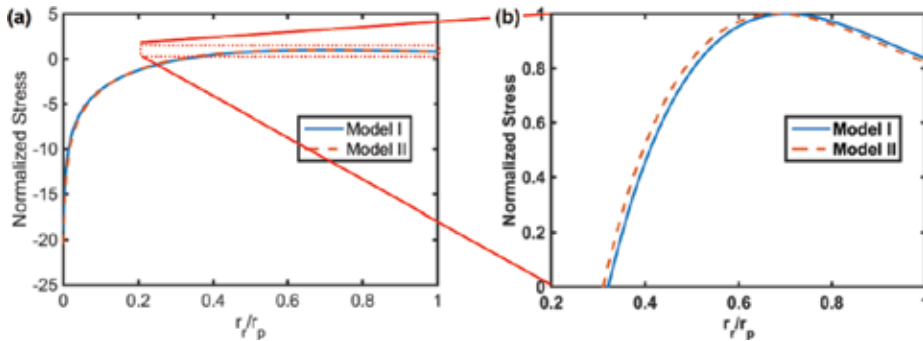 (a)
5
0
-5
-10
-15
-20
-25
Normalized Stress
Model I
Model II
0 0.2 0.4 0.6 0.8 1
r_r/r_p
(b)
1
0.8
0.6
0.4
0.2
0
Normalized Stress
Model I
Model II
0.2 0.4 0.6 0.8 1
r_r/r_p